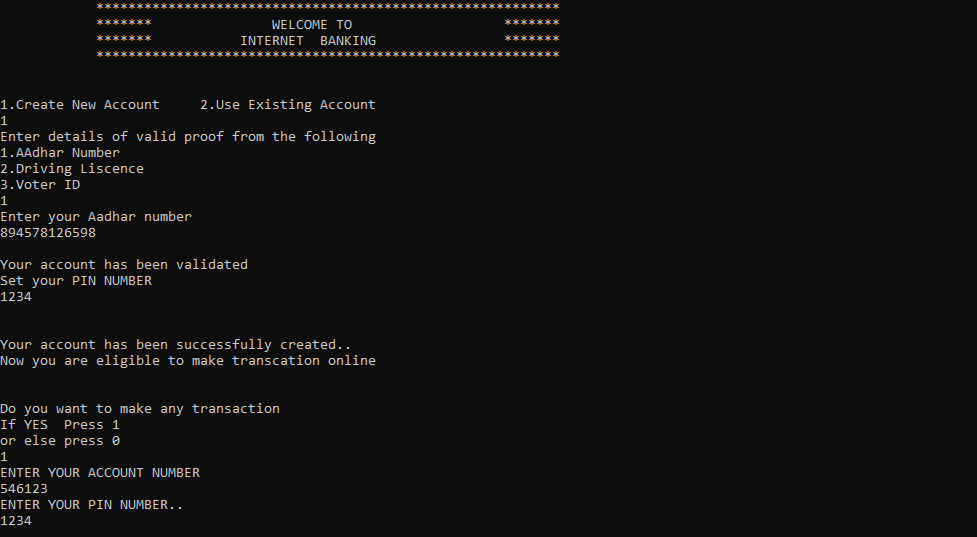 **********************************************************
*******               WELCOME TO                   *******
*******           INTERNET  BANKING                *******
**********************************************************
1.Create New Account     2.Use Existing Account
1
Enter details of valid proof from the following
1.AAdhar Number
2.Driving Liscence
3.Voter ID
1
Enter your Aadhar number
894578126598
Your account has been validated
Set your PIN NUMBER
1234
Your account has been successfully created..
Now you are eligible to make transcation online
Do you want to make any transaction
If YES  Press 1
or else press 0
1
ENTER YOUR ACCOUNT NUMBER
546123
ENTER YOUR PIN NUMBER..
1234